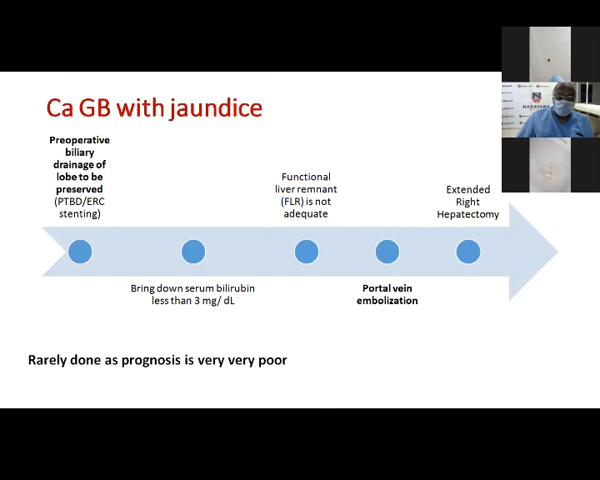 Ca GB with jaundice
Preoperative
biliary
drainage of
lobe to be
preserved
(PTBD/ERC
stenting)
Bring down serum bilirubin
less than 3 mg/ dL
Functional
liver remnant
(FLR) is not
adequate
Portal vein
embolization
Extended
Right
Hepatectomy
Rarely done as prognosis is very very poor